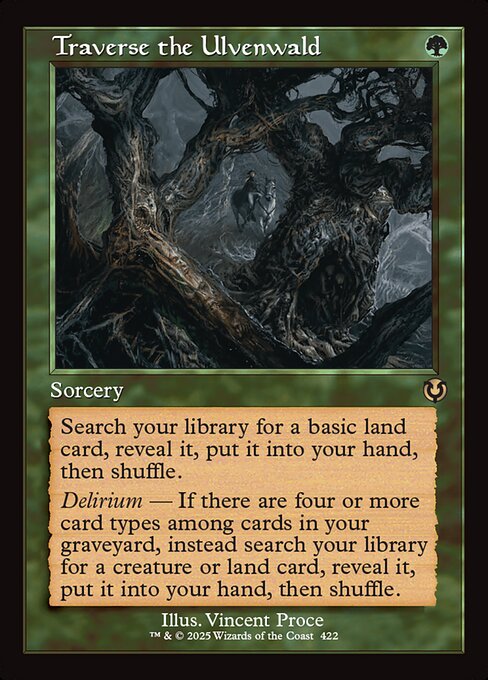 Traverse the Ulvenwald
Sorcery
Search your library for a basic land
card, reveal it, put it into your hand,
then shuffle.
Delirium — If there are four or more
card types among cards in your
graveyard, instead search your library
for a creature or land card, reveal it,
put it into your hand, then shuffle.
Illus. Vincent Proce
™ & © 2025 Wizards of the Coast 422